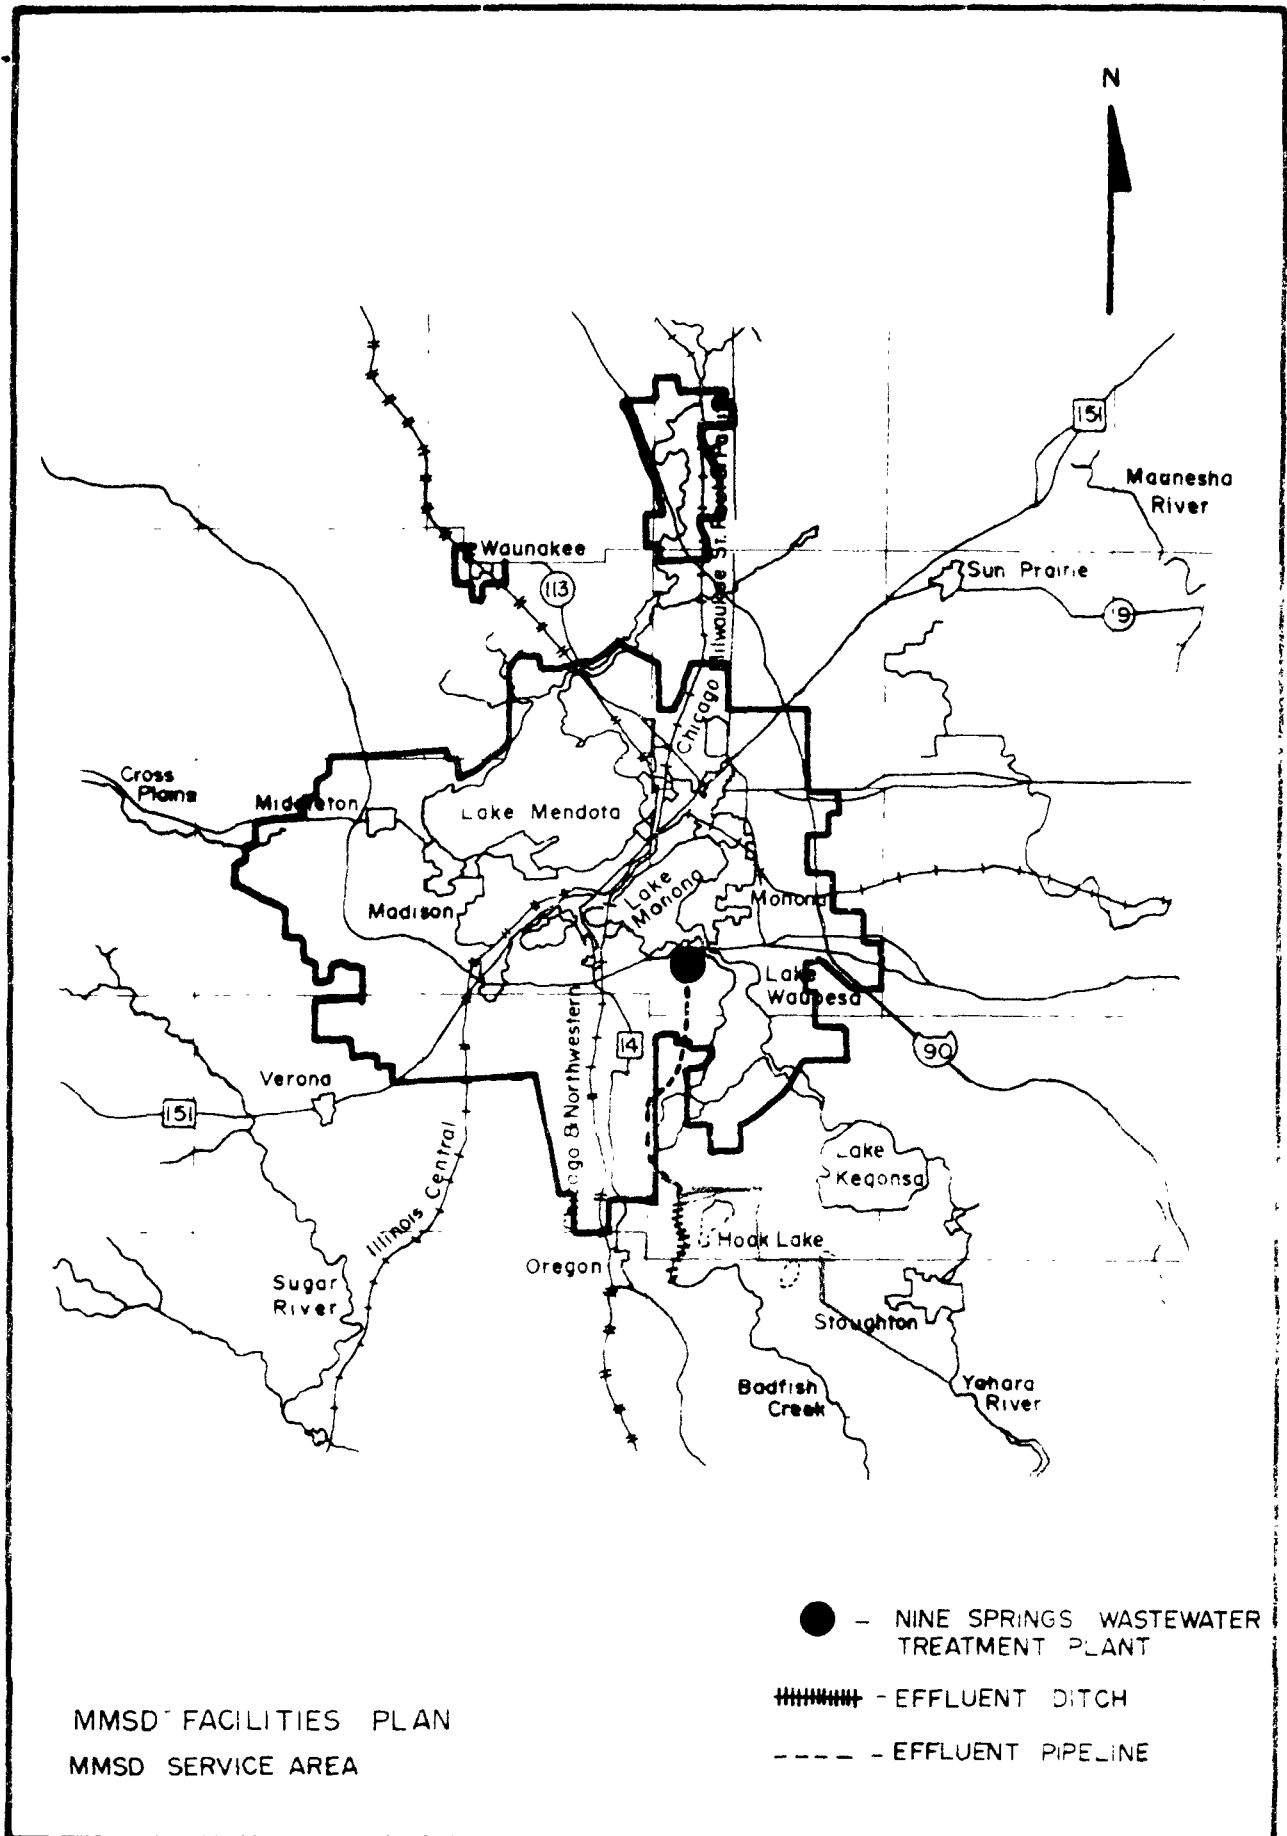 N
151
Maanesha
River
Waunakee
Sun Prairie
113
19
Milwaukee St. Paul
Chicago
Cross
Plains
Middleton
Lake Mendota
Lake
Monona
Madison
Monona
Lake
Waubesa
& Northwestern
14
90
Verona
151
Illinois Central
Lake
Kegonsa
Hook Lake
Oregon
Sugar
River
Stoughton
Badfish
Creek
Yahara
River
- NINE SPRINGS WASTEWATER
TREATMENT PLANT
- EFFLUENT DITCH
- EFFLUENT PIPELINE
MMSD FACILITIES PLAN
MMSD SERVICE AREA